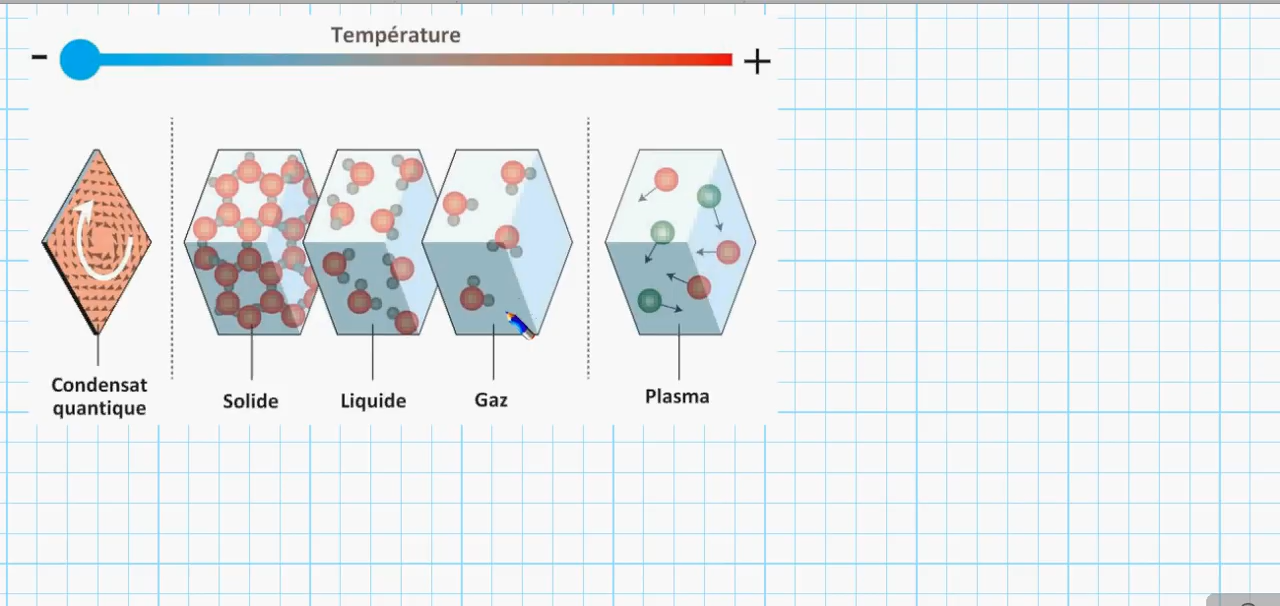 Température
- +
Condensat
quantique
Solide
Liquide
Gaz
Plasma